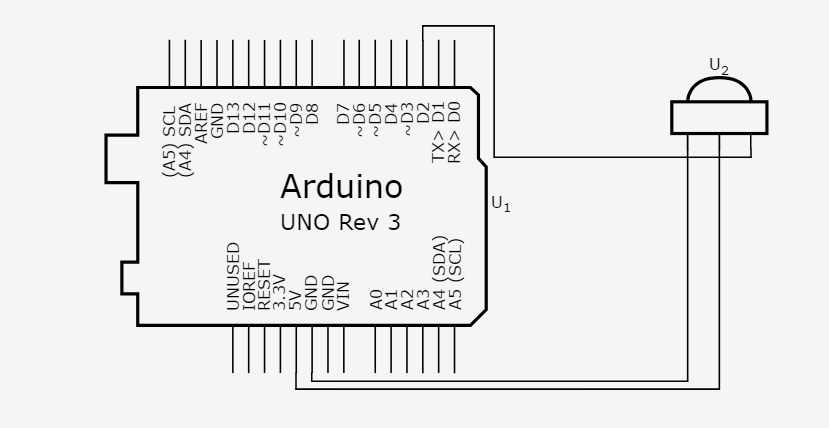 U2
(A5) SCL
(A4) SDA
AREF
GND
D13
D12
~D11
~D10
~D9
D8
D7
~D6
~D5
D4
~D3
D2
TX> D1
RX> D0
Arduino
UNO Rev 3
U1
UNUSED
IOREF
RESET
3.3V
5V
GND
GND
VIN
A0
A1
A2
A3
A4 (SDA)
A5 (SCL)